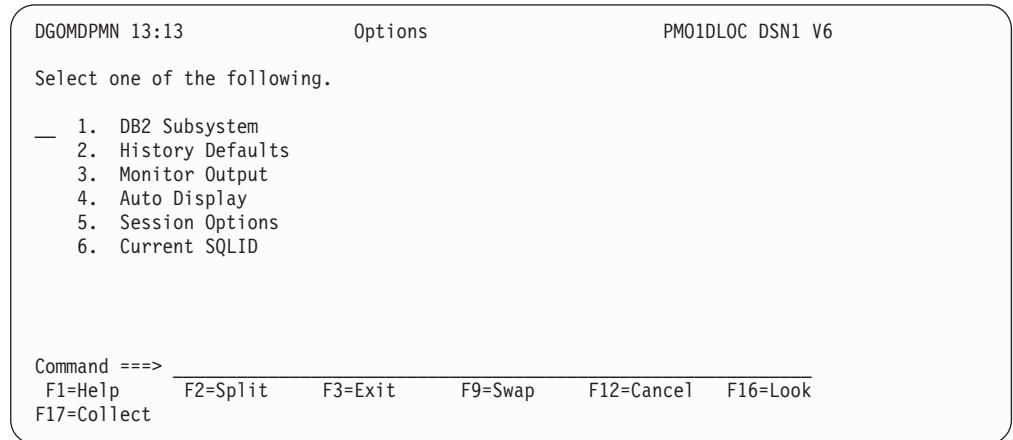 DGOMDPMN 13:13 Options PMO1DLOC DSN1 V6
Select one of the following.
__ 1. DB2 Subsystem
2. History Defaults
3. Monitor Output
4. Auto Display
5. Session Options
6. Current SQLID
Command ===> ____________________________________________________________
F1=Help F2=Split F3=Exit F9=Swap F12=Cancel F16=Look
F17=Collect